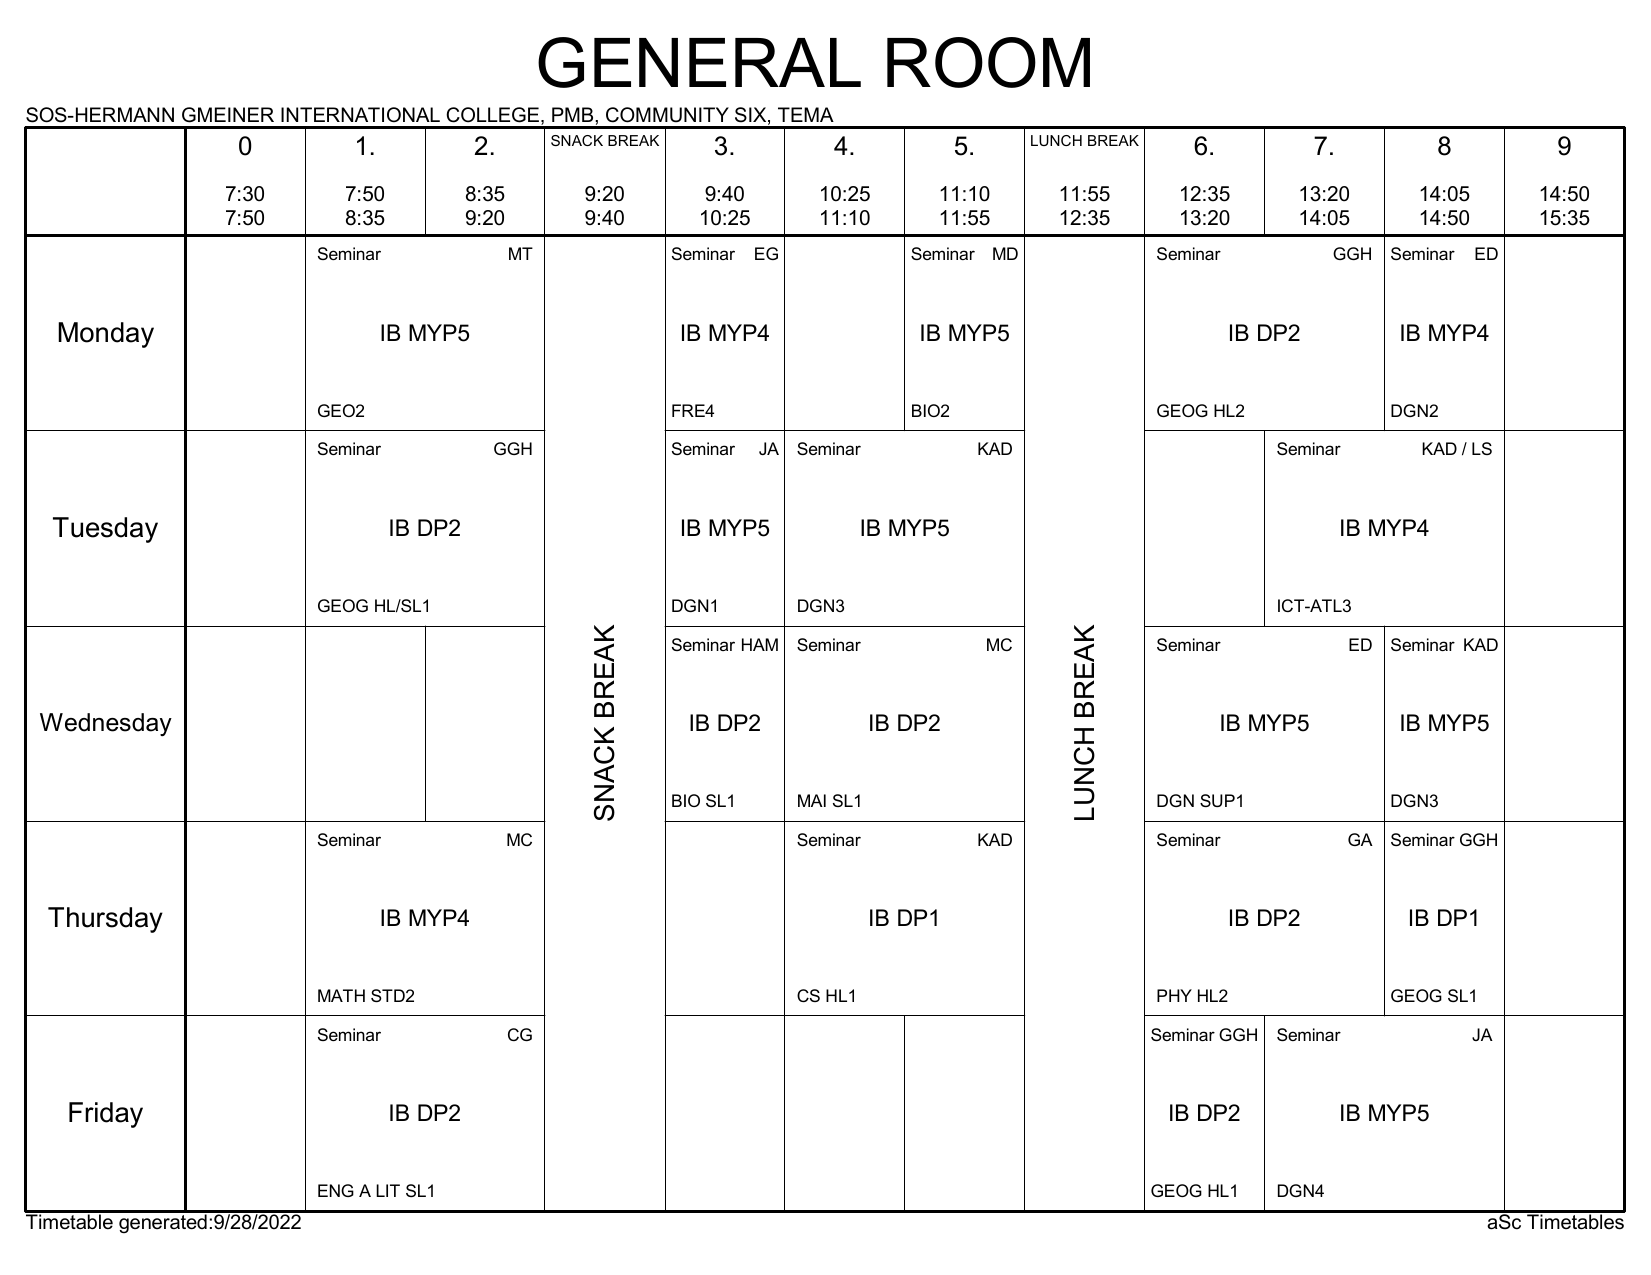 GENERAL ROOM
SOS-HERMANN GMEINER INTERNATIONAL COLLEGE, PMB, COMMUNITY SIX, TEMA
0 1. 2. SNACK BREAK 3. 4. 5. LUNCH BREAK 6. 7. 8 9
7:30 7:50 8:35 9:20 9:40 10:25 11:10 11:55 12:35 13:20 14:05 14:50
7:50 8:35 9:20 9:40 10:25 11:10 11:55 12:35 13:20 14:05 14:50 15:35
Seminar MT Seminar EG Seminar MD Seminar GGH Seminar ED
Monday IB MYP5 IB MYP4 IB MYP5 IB DP2 IB MYP4
GEO2 FRE4 BIO2 GEOG HL2 DGN2
Seminar GGH Seminar JA Seminar KAD Seminar KAD / LS
Tuesday IB DP2 IB MYP5 IB MYP5 IB MYP4
GEOG HL/SL1 DGN1 DGN3 ICT-ATL3
SNACK BREAK
LUNCH BREAK
Seminar HAM Seminar MC Seminar ED Seminar KAD
Wednesday IB DP2 IB DP2 IB MYP5 IB MYP5
BIO SL1 MAI SL1 DGN SUP1 DGN3
Seminar MC Seminar KAD Seminar GA Seminar GGH
Thursday IB MYP4 IB DP1 IB DP2 IB DP1
MATH STD2 CS HL1 PHY HL2 GEOG SL1
Seminar CG Seminar GGH Seminar JA
Friday IB DP2 IB DP2 IB MYP5
ENG A LIT SL1 GEOG HL1 DGN4
Timetable generated:9/28/2022 aSc Timetables